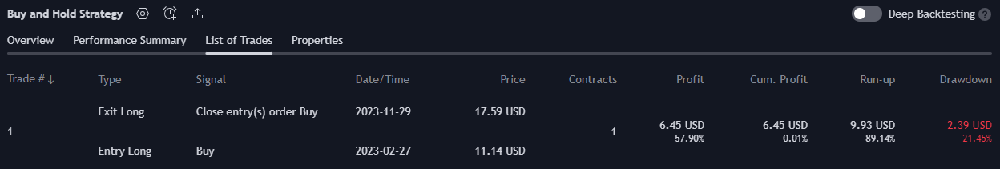 Buy and Hold Strategy Deep Backtesting ?
Overview Performance Summary List of Trades Properties
Trade # ↓ Type Signal Date/Time Price Contracts Profit Cum. Profit Run-up Drawdown
Exit Long Close entry(s) order Buy 2023-11-29 17.59 USD
1 1 6.45 USD 6.45 USD 9.93 USD 2.39 USD
57.90% 0.01% 89.14% 21.45%
Entry Long Buy 2023-02-27 11.14 USD